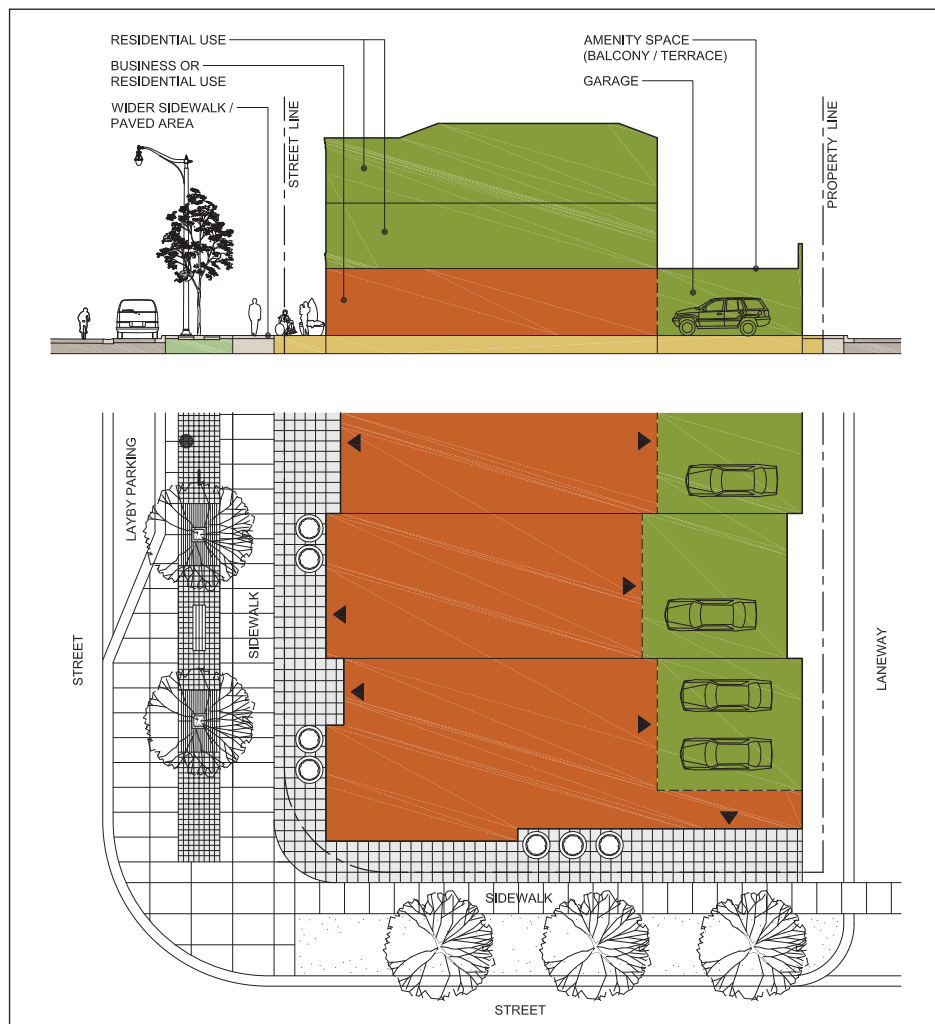 RESIDENTIAL USE
BUSINESS OR
RESIDENTIAL USE
WIDER SIDEWALK /
PAVED AREA
STREET LINE
AMENITY SPACE
(BALCONY / TERRACE)
GARAGE
PROPERTY LINE
LAYBY PARKING
SIDEWALK
STREET
LANEWAY
SIDEWALK
STREET